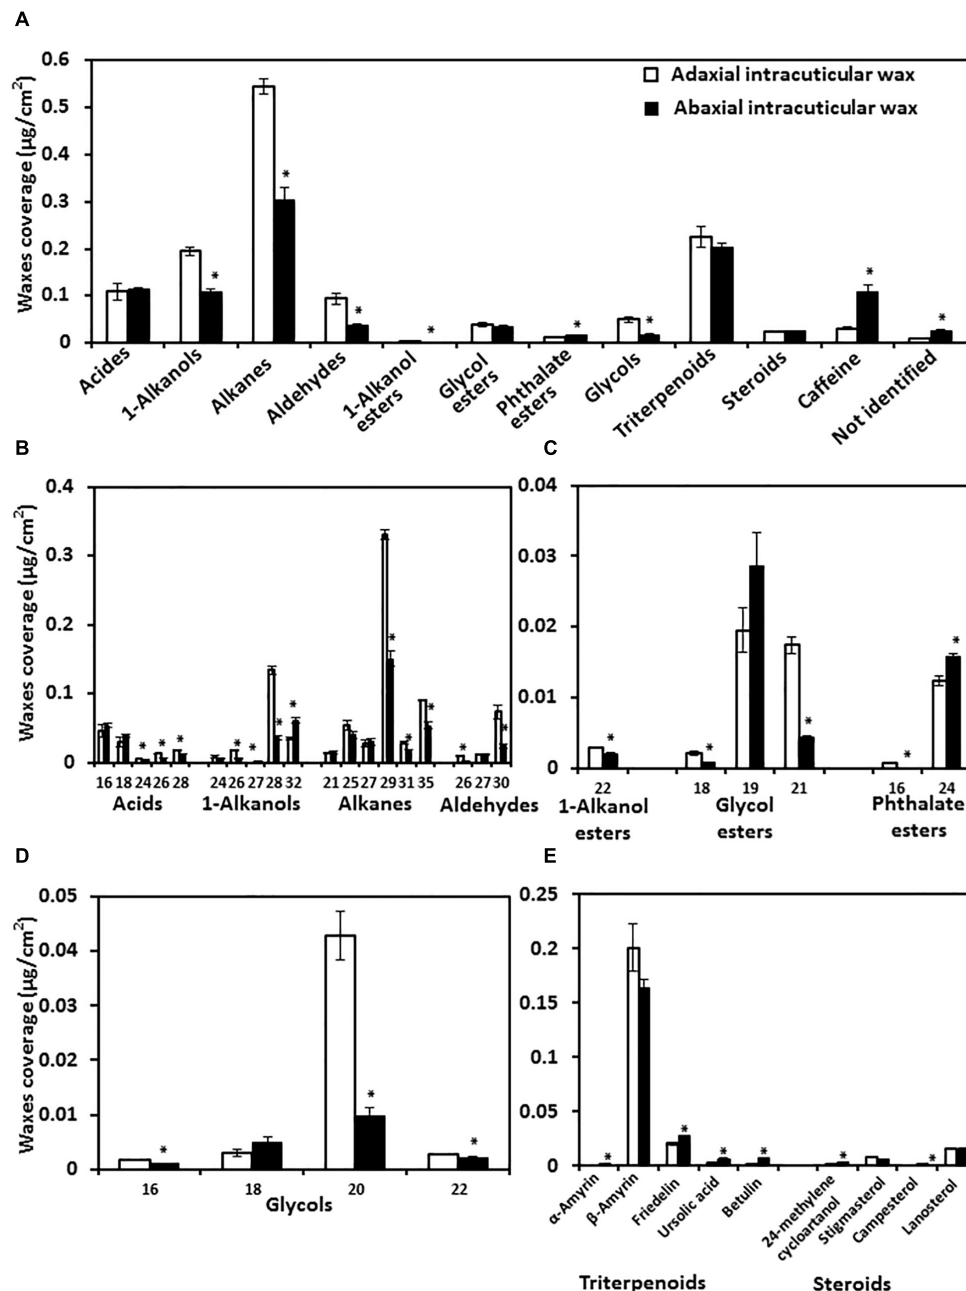 A
Waxes coverage (µg/cm²)
0.6
0.5
0.4
0.3
0.2
0.1
0
Adaxial intracuticular wax
Abaxial intracuticular wax
* * * * * * * *
Acides
1-Alkanols
Alkanes
Aldehydes
1-Alkanol esters
Glycol esters
Phthalate esters
Glycols
Triterpenoids
Steroids
Caffeine
Not identified
B
Waxes coverage (µg/cm²)
0.4
0.3
0.2
0.1
0
16 18 24 26 28 24 26 27 28 32 21 25 27 29 31 35 26 27 30
Acids 1-Alkanols Alkanes Aldehydes
C
0.04
0.03
0.02
0.01
0
22 18 19 21 16 24
1-Alkanol esters
Glycol esters
Phthalate esters
D
Waxes coverage (µg/cm²)
0.05
0.04
0.03
0.02
0.01
0
16 18 20 22
Glycols
E
0.25
0.2
0.15
0.1
0.05
0
α-Amyrin
β-Amyrin
Friedelin
Ursolic acid
Betulin
24-methylene
cycloartanol
Stigmasterol
Campesterol
Lanosterol
Triterpenoids Steroids